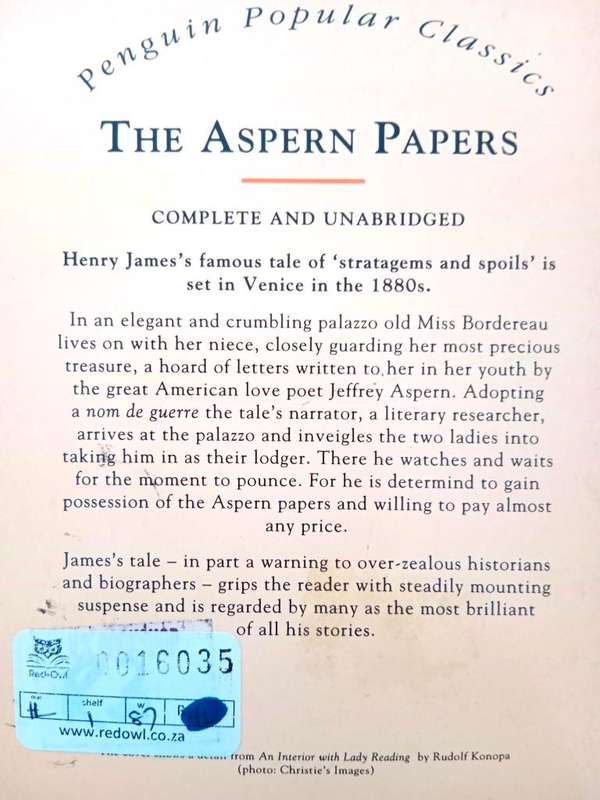 Penguin Popular Classics
THE ASPERN PAPERS
COMPLETE AND UNABRIDGED
Henry James's famous tale of 'stratagems and spoils' is
set in Venice in the 1880s.
In an elegant and crumbling palazzo old Miss Bordereau
lives on with her niece, closely guarding her most precious
treasure, a hoard of letters written to her in her youth by
the great American love poet Jeffrey Aspern. Adopting
a nom de guerre the tale's narrator, a literary researcher,
arrives at the palazzo and inveigles the two ladies into
taking him in as their lodger. There he watches and waits
for the moment to pounce. For he is determind to gain
possession of the Aspern papers and willing to pay almost
any price.
James's tale – in part a warning to over-zealous historians
and biographers – grips the reader with steadily mounting
suspense and is regarded by many as the most brilliant
of all his stories.
0016035
Red-Owl
shelf
1
87
www.redowl.co.za
from An Interior with Lady Reading by Rudolf Konopa
(photo: Christie's Images)